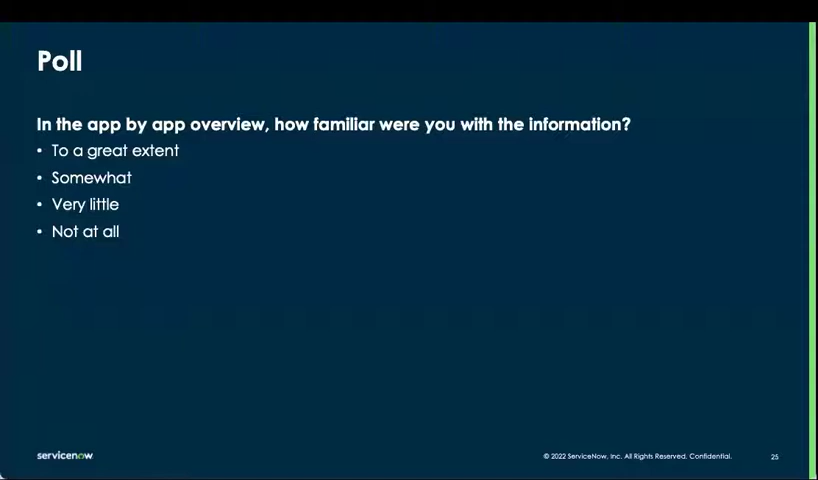 Poll
In the app by app overview, how familiar were you with the information?
• To a great extent
• Somewhat
• Very little
• Not at all
servicenow
© 2022 ServiceNow, Inc. All Rights Reserved. Confidential.
25